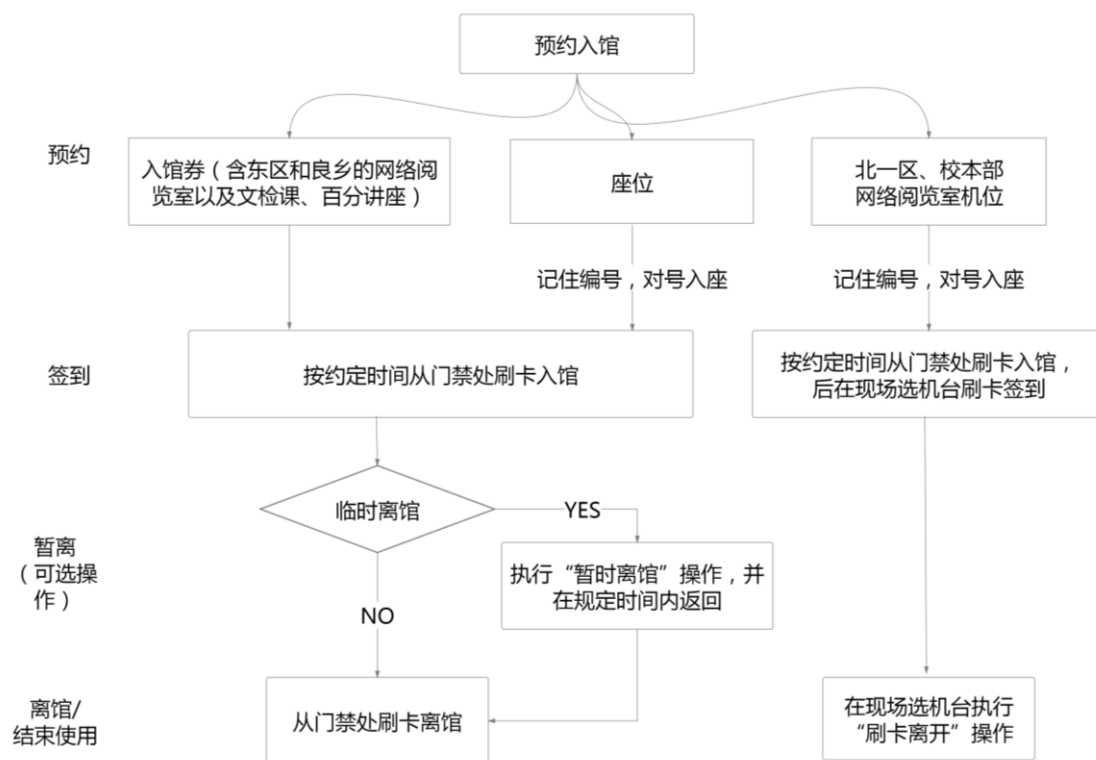 预约入馆
预约
入馆券（含东区和良乡的网络阅
览室以及文检课、百分讲座）
座位
北一区、校本部
网络阅览室机位
记住编号，对号入座
记住编号，对号入座
签到
按约定时间从门禁处刷卡入馆
按约定时间从门禁处刷卡入馆，
后在现场选机台刷卡签到
临时离馆
YES
暂离
（可选操
作）
执行“暂时离馆”操作，并
在规定时间内返回
NO
离馆/
结束使用
从门禁处刷卡离馆
在现场选机台执行
“刷卡离开”操作